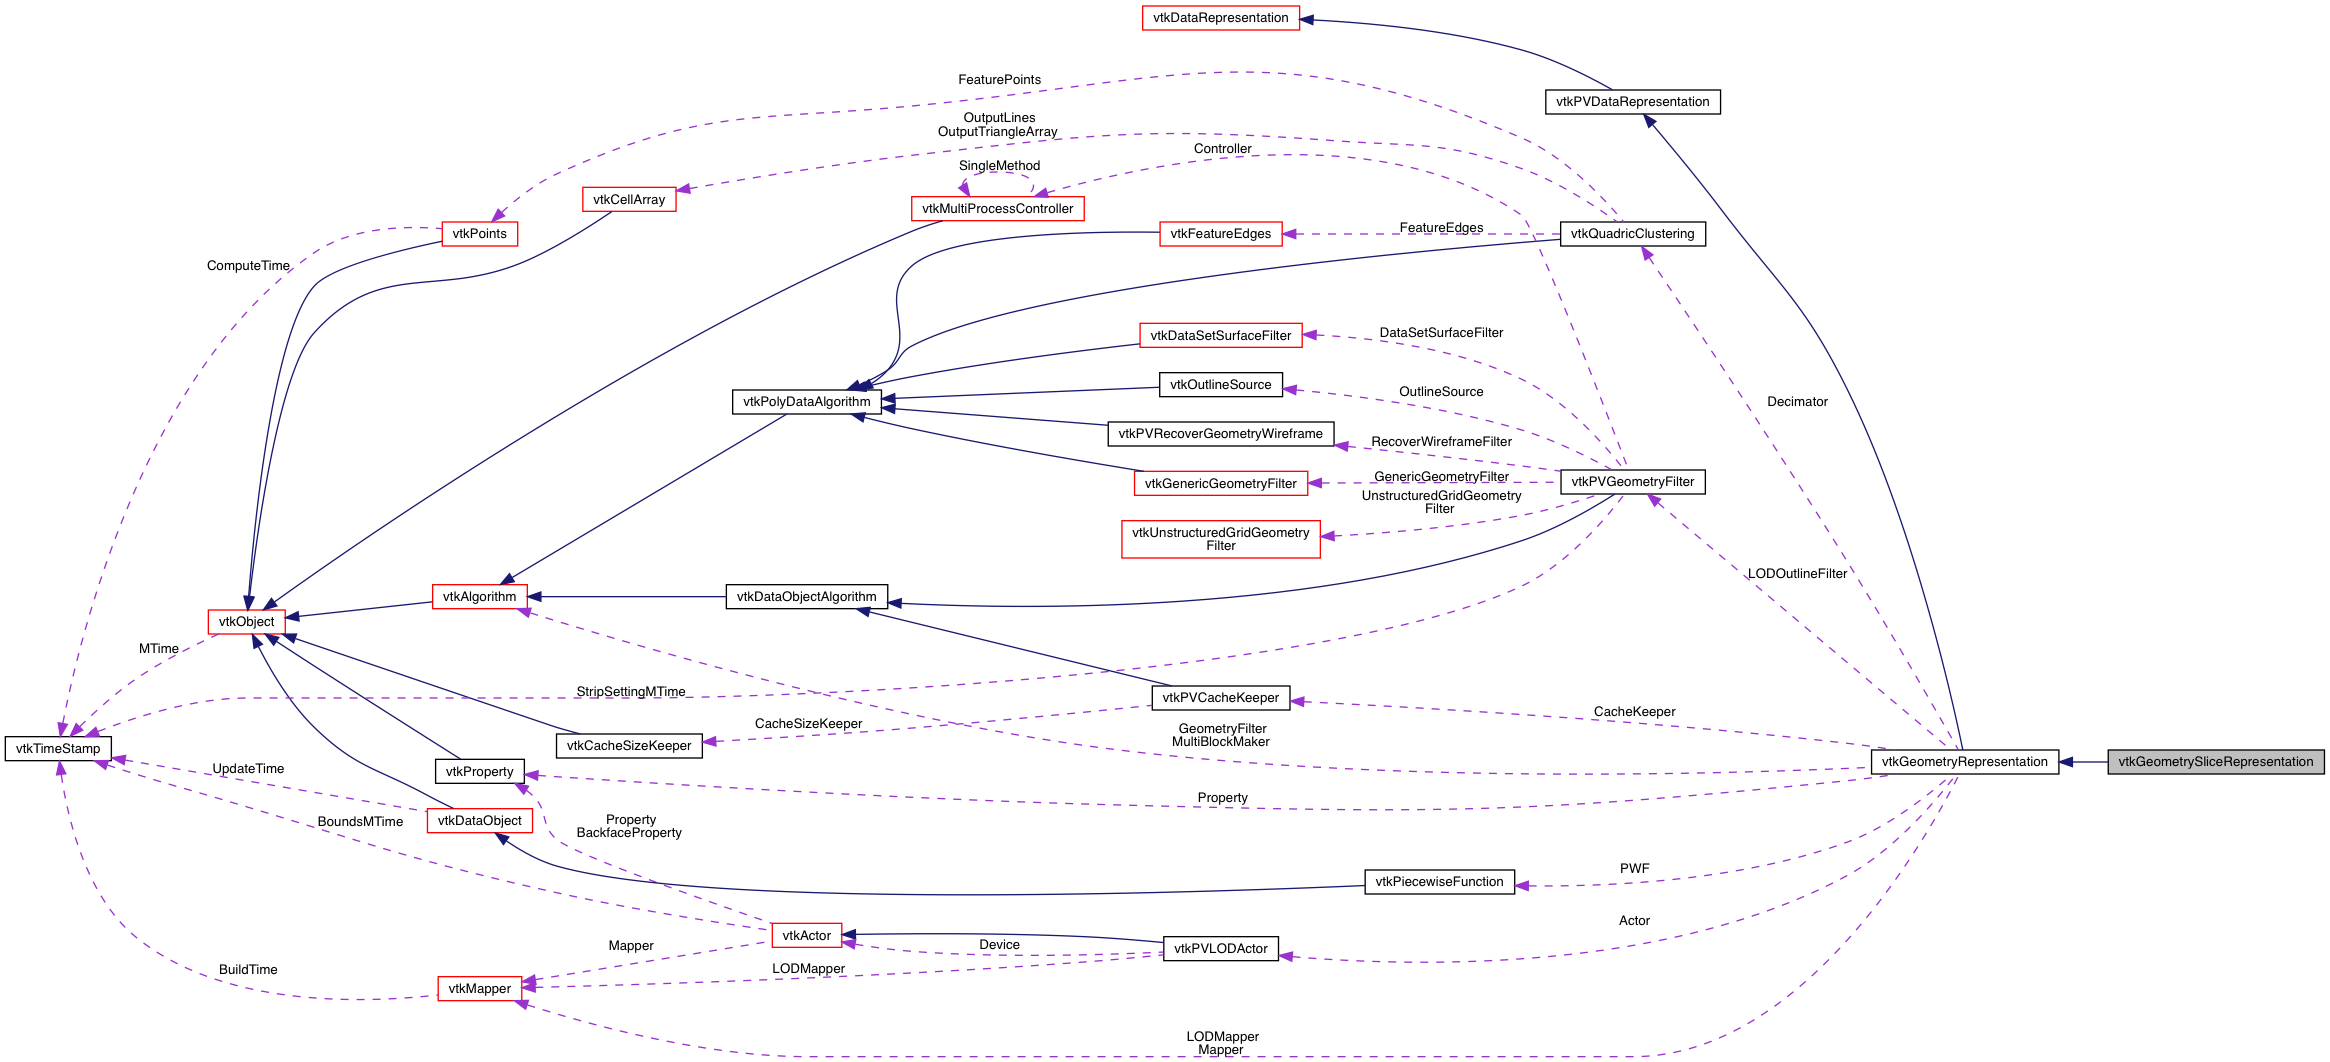 vtkDataRepresentation
FeaturePoints
vtkPVDataRepresentation
OutputLines
OutputTriangleArray
Controller
SingleMethod
vtkCellArray
vtkMultiProcessController
vtkPoints
vtkFeatureEdges
FeatureEdges
vtkQuadricClustering
ComputeTime
vtkDataSetSurfaceFilter
DataSetSurfaceFilter
vtkOutlineSource
OutlineSource
vtkPolyDataAlgorithm
Decimator
vtkPVRecoverGeometryWireframe
RecoverWireframeFilter
vtkGenericGeometryFilter
GenericGeometryFilter
vtkPVGeometryFilter
UnstructuredGridGeometry
Filter
vtkUnstructuredGridGeometry
Filter
LODOutlineFilter
vtkAlgorithm
vtkDataObjectAlgorithm
vtkObject
MTime
StripSettingMTime
vtkPVCacheKeeper
CacheKeeper
CacheSizeKeeper
GeometryFilter
MultiBlockMaker
vtkTimeStamp
vtkCacheSizeKeeper
vtkGeometryRepresentation
vtkGeometrySliceRepresentation
UpdateTime
vtkProperty
Property
BoundsMTime
vtkDataObject
Property
BackfaceProperty
PWF
vtkPiecewiseFunction
Actor
vtkActor
Mapper
Device
vtkPVLODActor
BuildTime
LODMapper
vtkMapper
LODMapper
Mapper